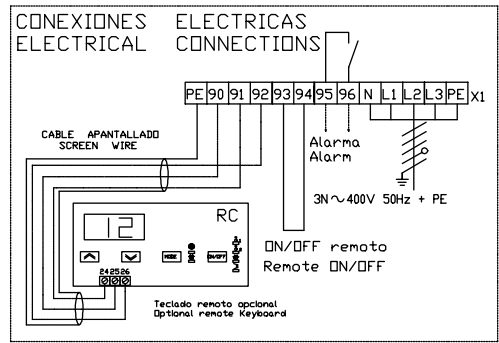 CONEXIONES ELECTRICAS
ELECTRICAL CONNECTIONS
PE 90 91 92 93 94 95 96 N L1 L2 L3 PE X1
CABLE APANTALLADO
SCREEN WIRE
Alarma
Alarm
3N~400V 50Hz + PE
RC
12
MODE
ON/OFF
24 25 26
ON/OFF remoto
Remote ON/OFF
Teclado remoto opcional
Optional remote Keyboard